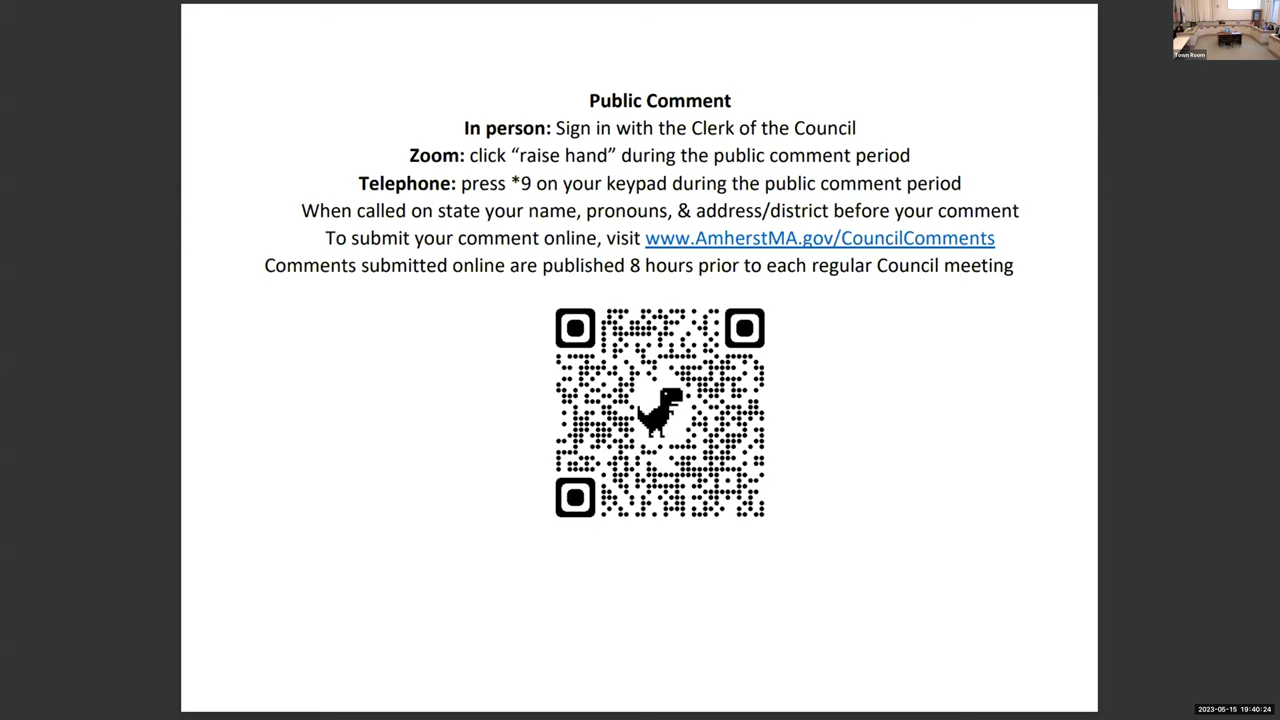 Public Comment
In person: Sign in with the Clerk of the Council
Zoom: click “raise hand” during the public comment period
Telephone: press *9 on your keypad during the public comment period
When called on state your name, pronouns, & address/district before your comment
To submit your comment online, visit www.AmherstMA.gov/CouncilComments
Comments submitted online are published 8 hours prior to each regular Council meeting
Town Room
2023-05-15 19:40:24